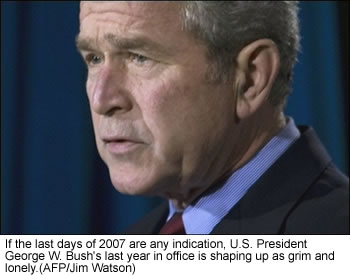 If the last days of 2007 are any indication, U.S. President
George W. Bush's last year in office is shaping up as grim and
lonely.(AFP/Jim Watson)